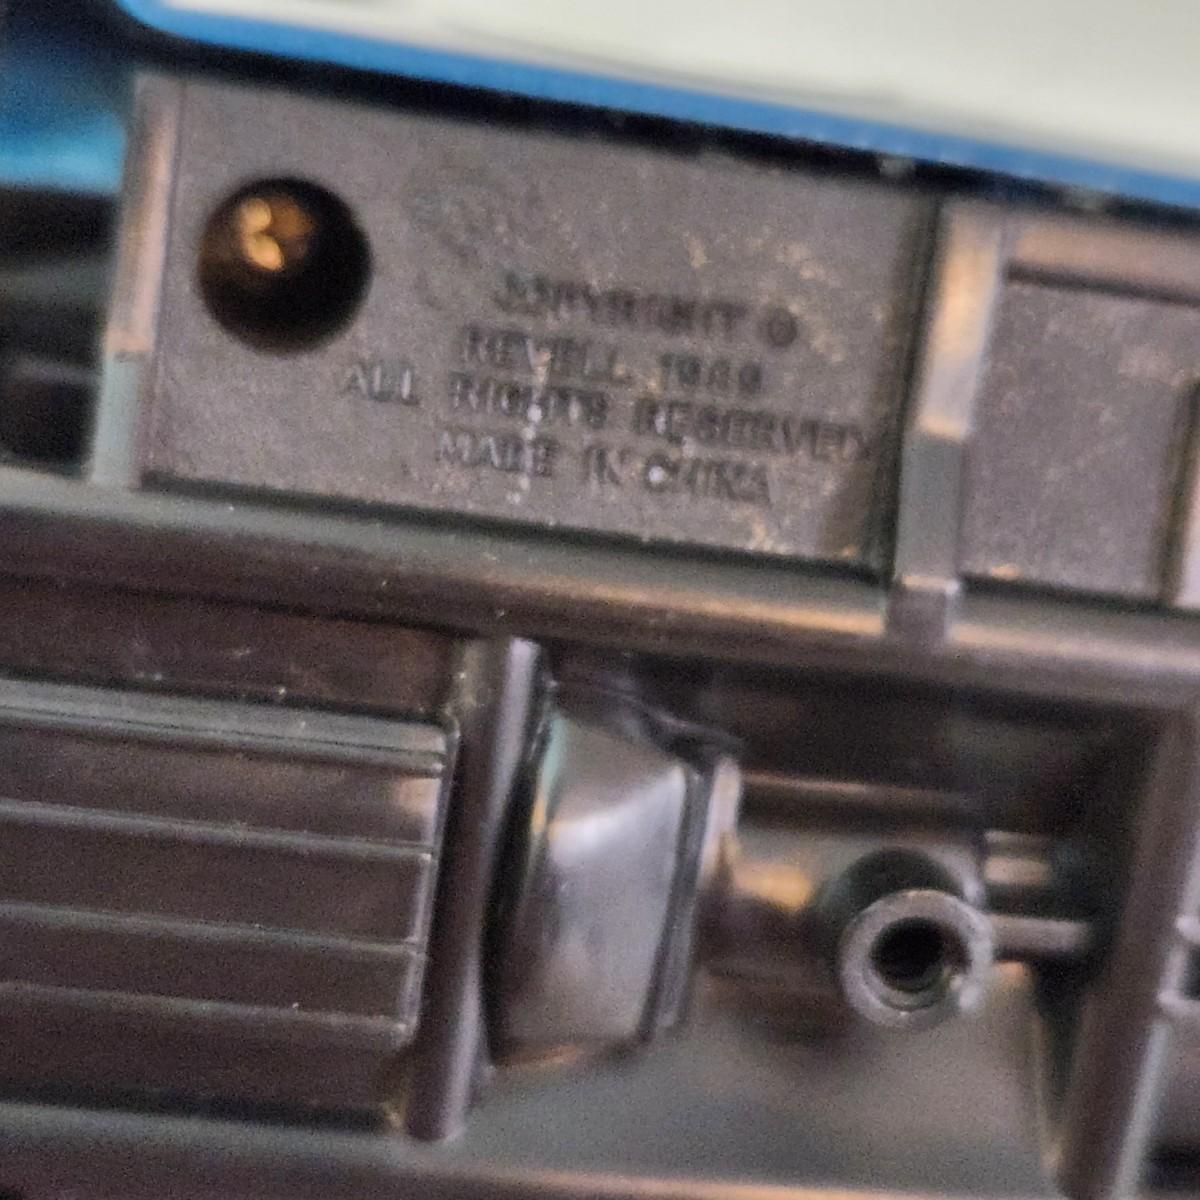 COPYRIGHT ©
REVELL
ALL RIGHTS RESERVED
MADE IN CHINA